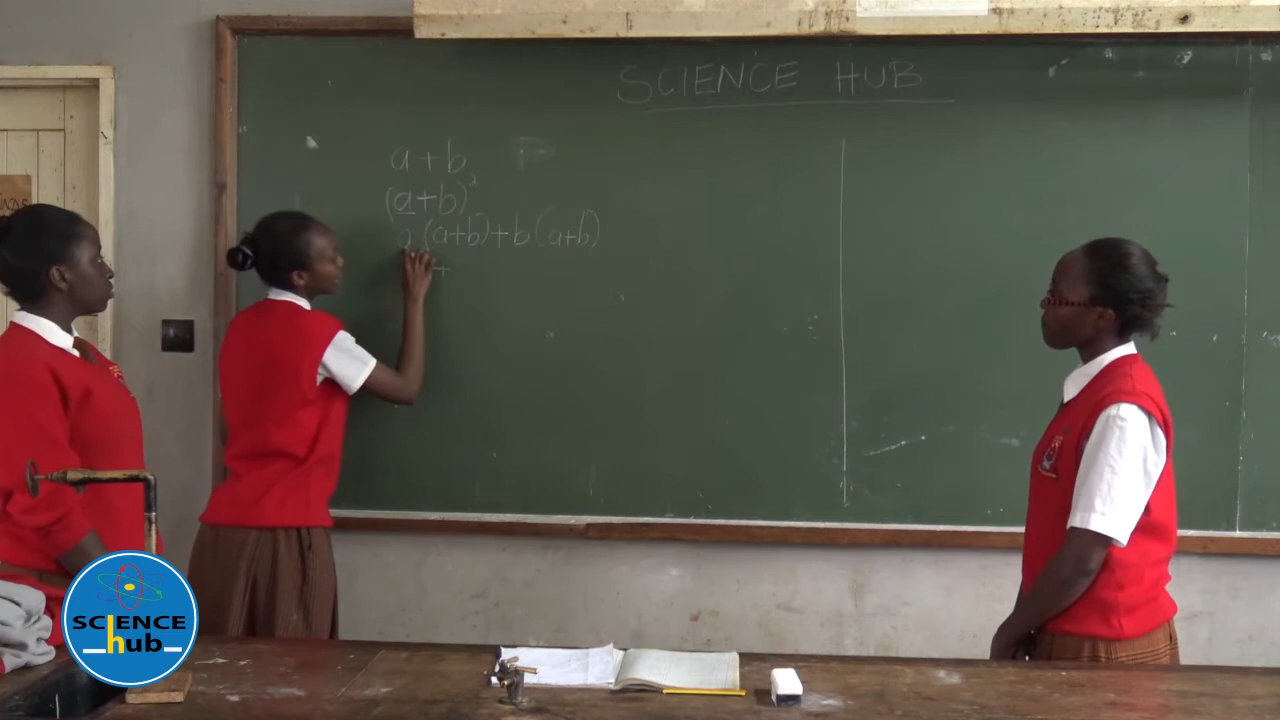 SCIENCE HUB
a + b
(a+b)²
a(a+b)+b(a+b)
+
SCIENCE
hub